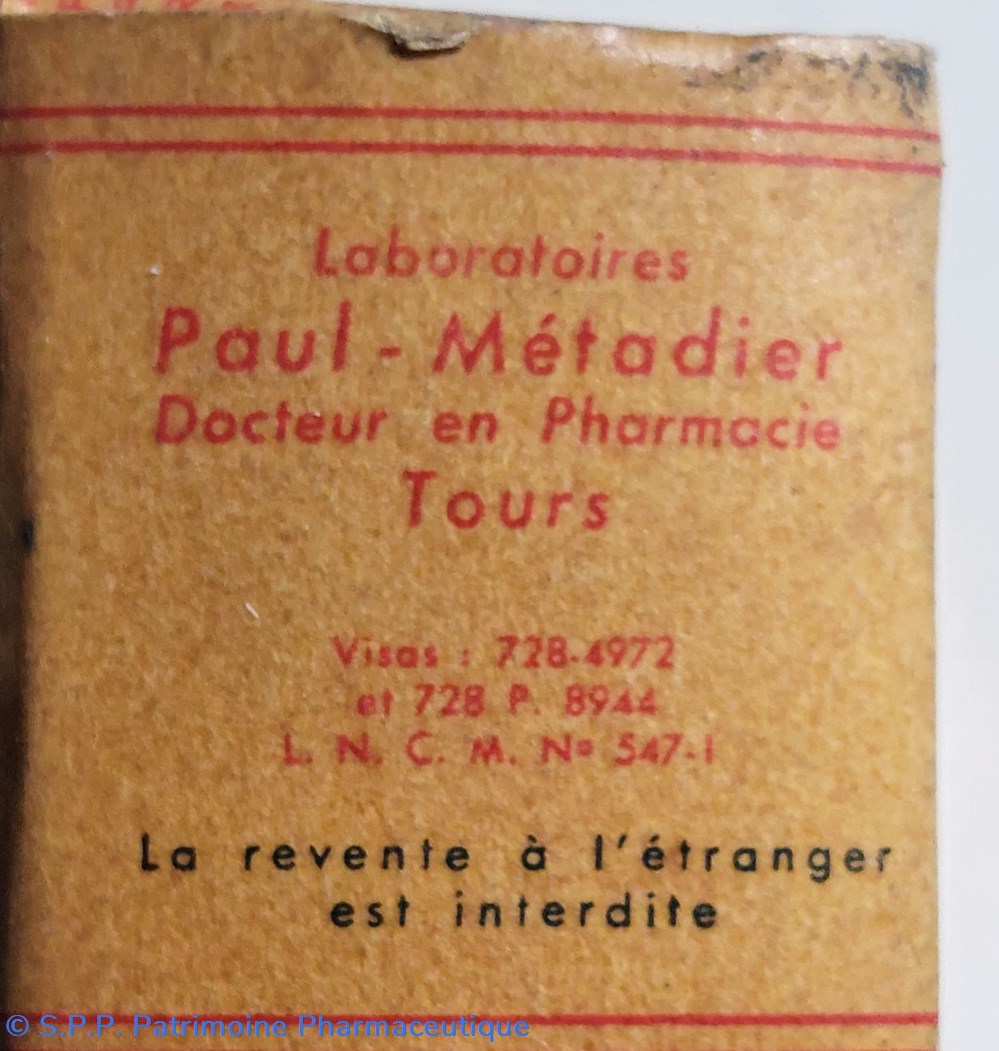 Laboratoires
Paul - Métadier
Docteur en Pharmacie
Tours
Visas : 728-4972
et 728 P. 8944
L. N. C. M. No 547-1
La revente à l'étranger
est interdite
© S.P.P. Patrimoine Pharmaceutique